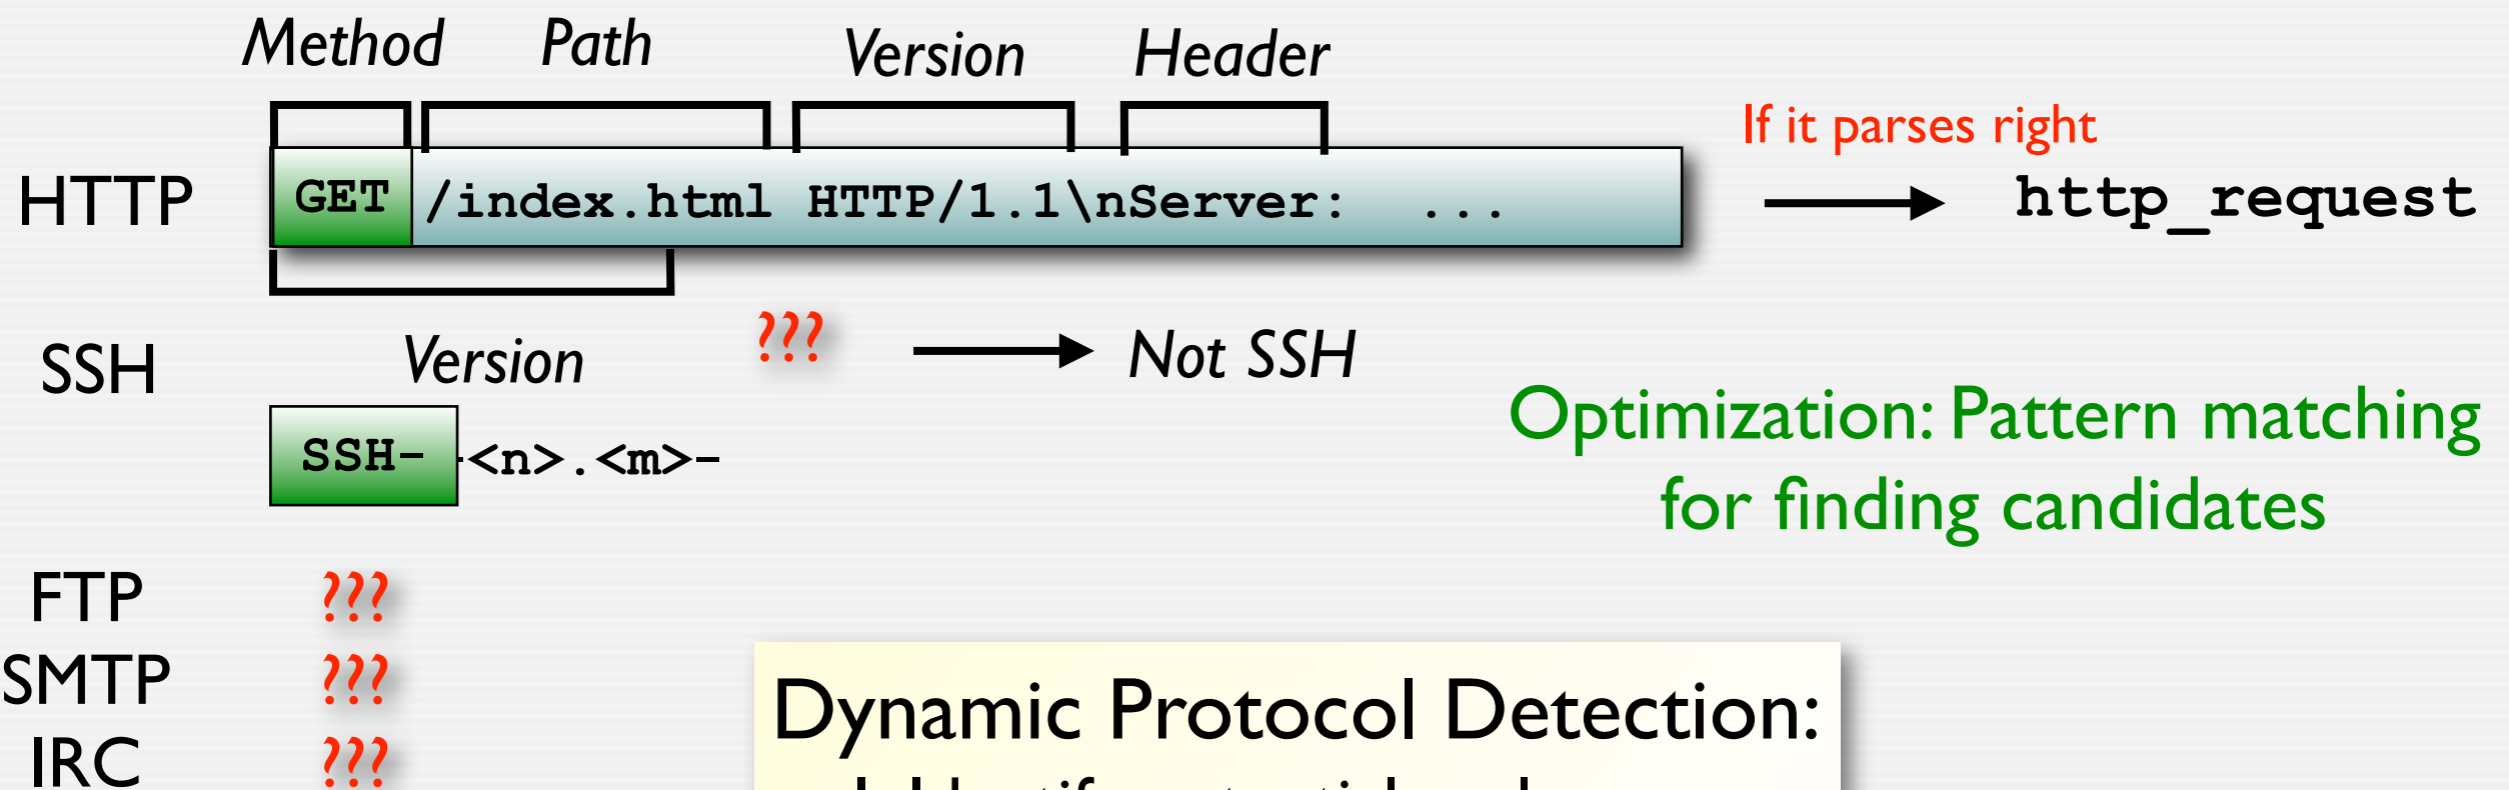 Method Path Version Header
If it parses right
HTTP GET /index.html HTTP/1.1\nServer: ... http_request
SSH Version ??? Not SSH
SSH- -<n>.<m>-
Optimization: Pattern matching
for finding candidates
FTP ???
SMTP ???
IRC ???
Dynamic Protocol Detection: